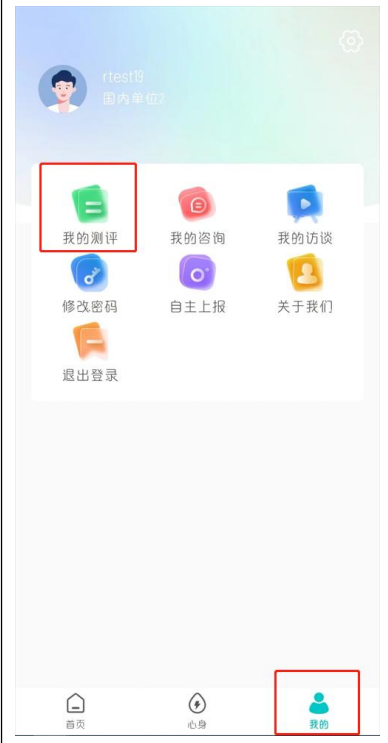 rtest19
国内单位2
我的测评 我的咨询 我的访谈
修改密码 自主上报 关于我们
退出登录
首页 心身 我的